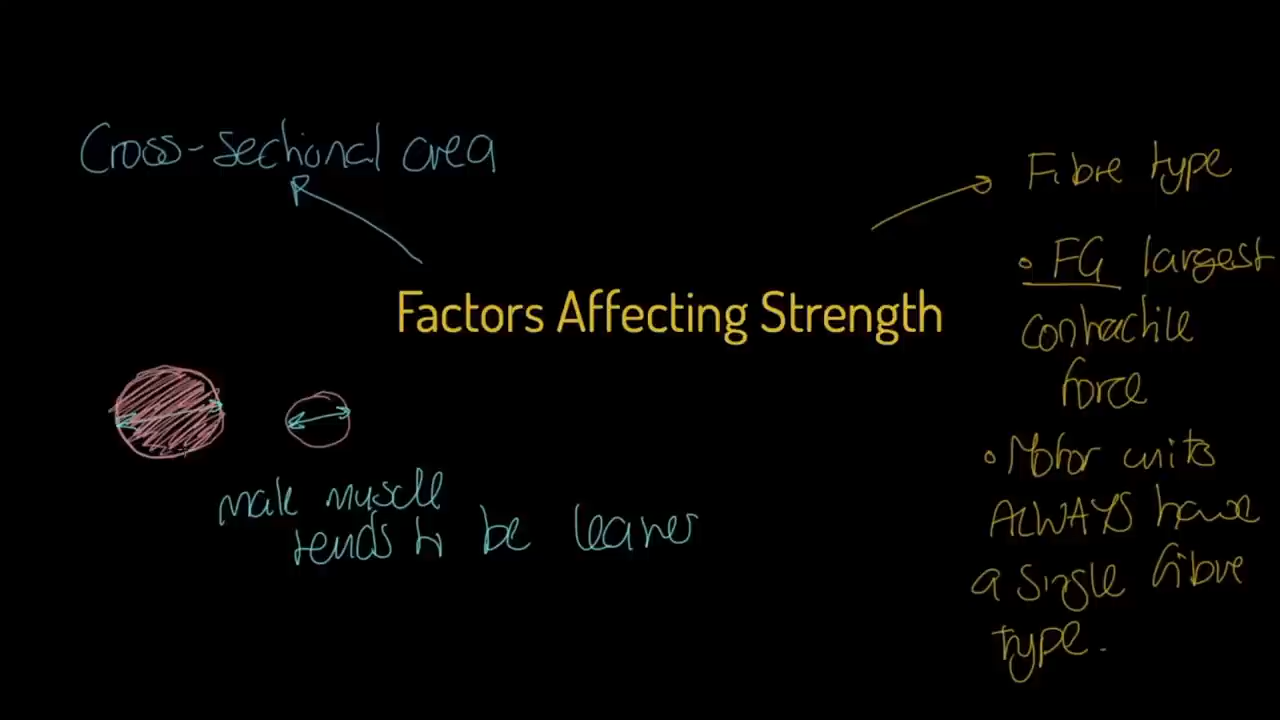 Cross-sectional area
Factors Affecting Strength
male muscle
tends to be leaner
Fibre type
• FG largest
contractile
force
• Motor units
ALWAYS have
a single fibre
type.